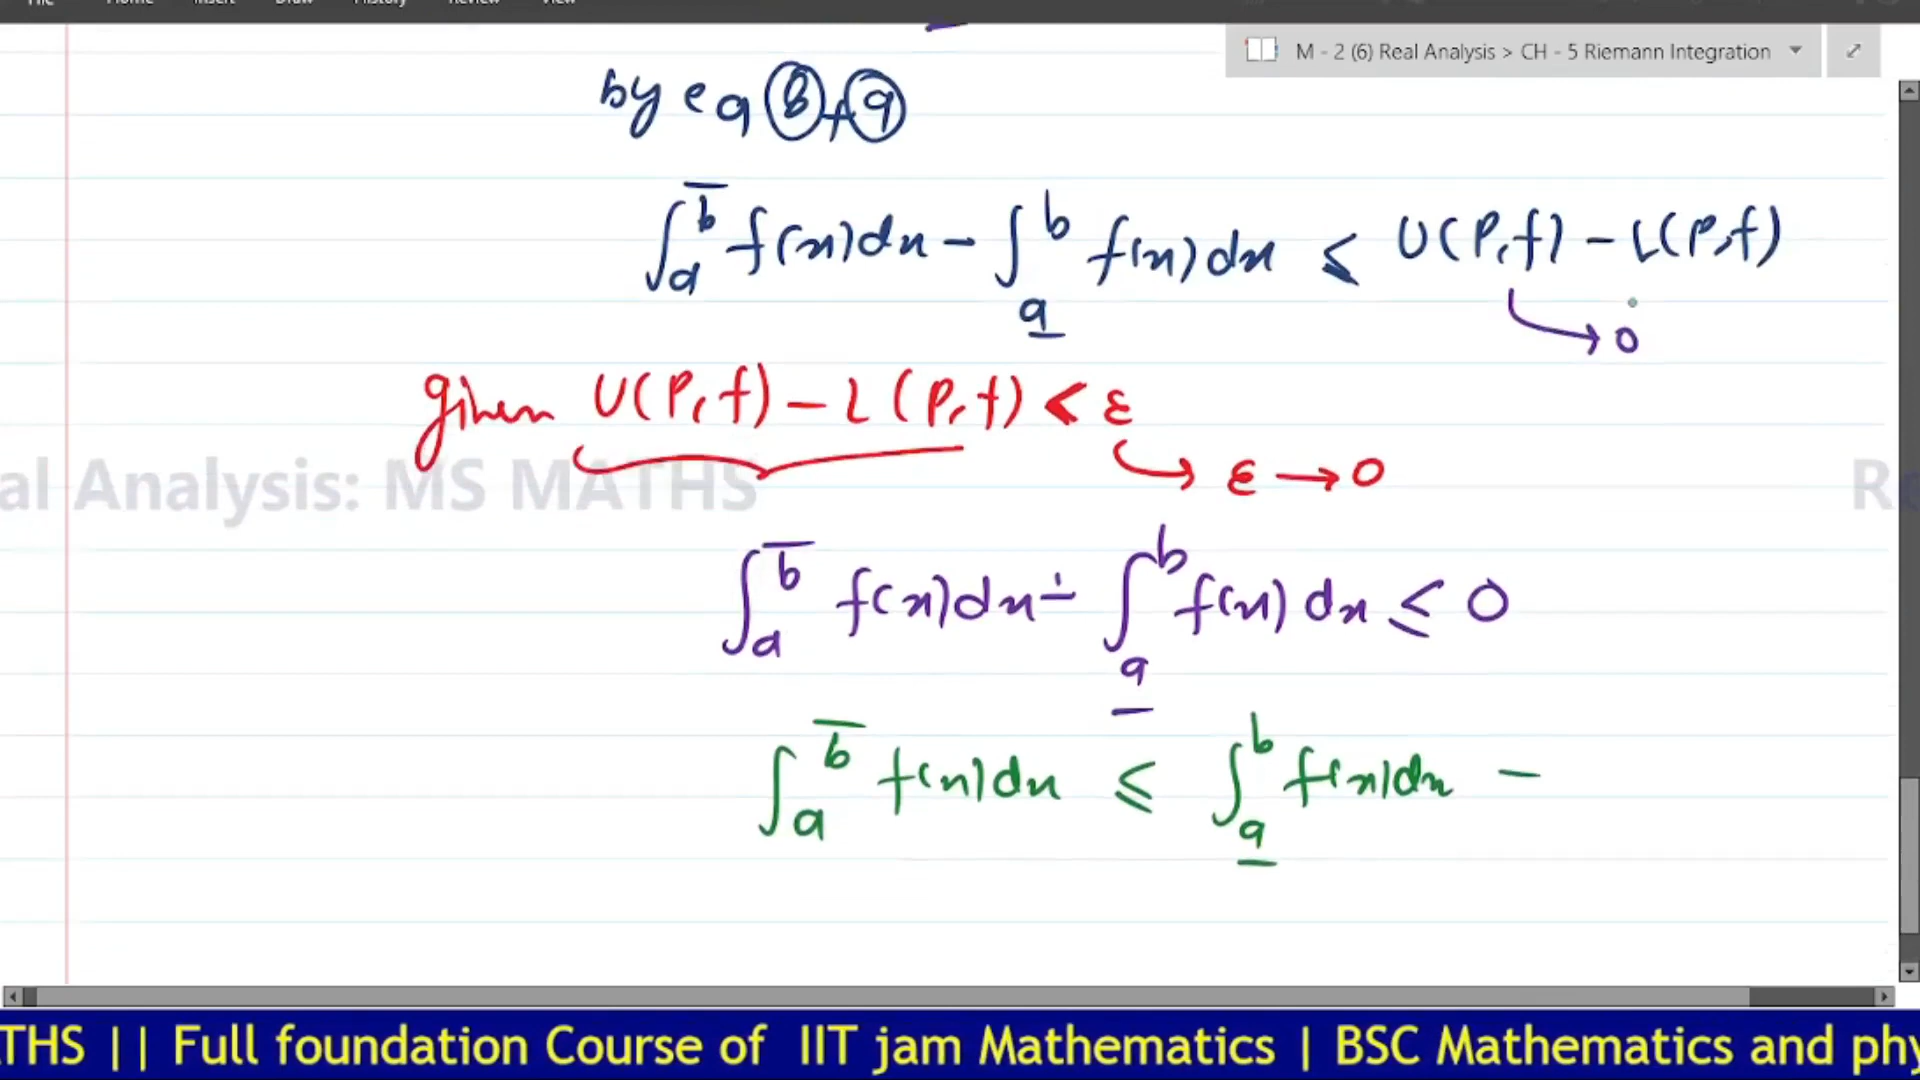 M - 2 (6) Real Analysis > CH - 5 Riemann Integration
by eq ⑧ & ⑨
∫_a^b̅ f(x)dx - ∫_a̲^b f(x)dx ≤ U(P,f) - L(P,f)
→ 0
given U(P,f) - L(P,f) < ε
→ ε → 0
al Analysis: MS MATHS
∫_a^b̅ f(x)dx - ∫_a̲^b f(x)dx ≤ 0
∫_a^b̅ f(x)dx ≤ ∫_a̲^b f(x)dx -
ATHS || Full foundation Course of IIT jam Mathematics | BSC Mathematics and phy